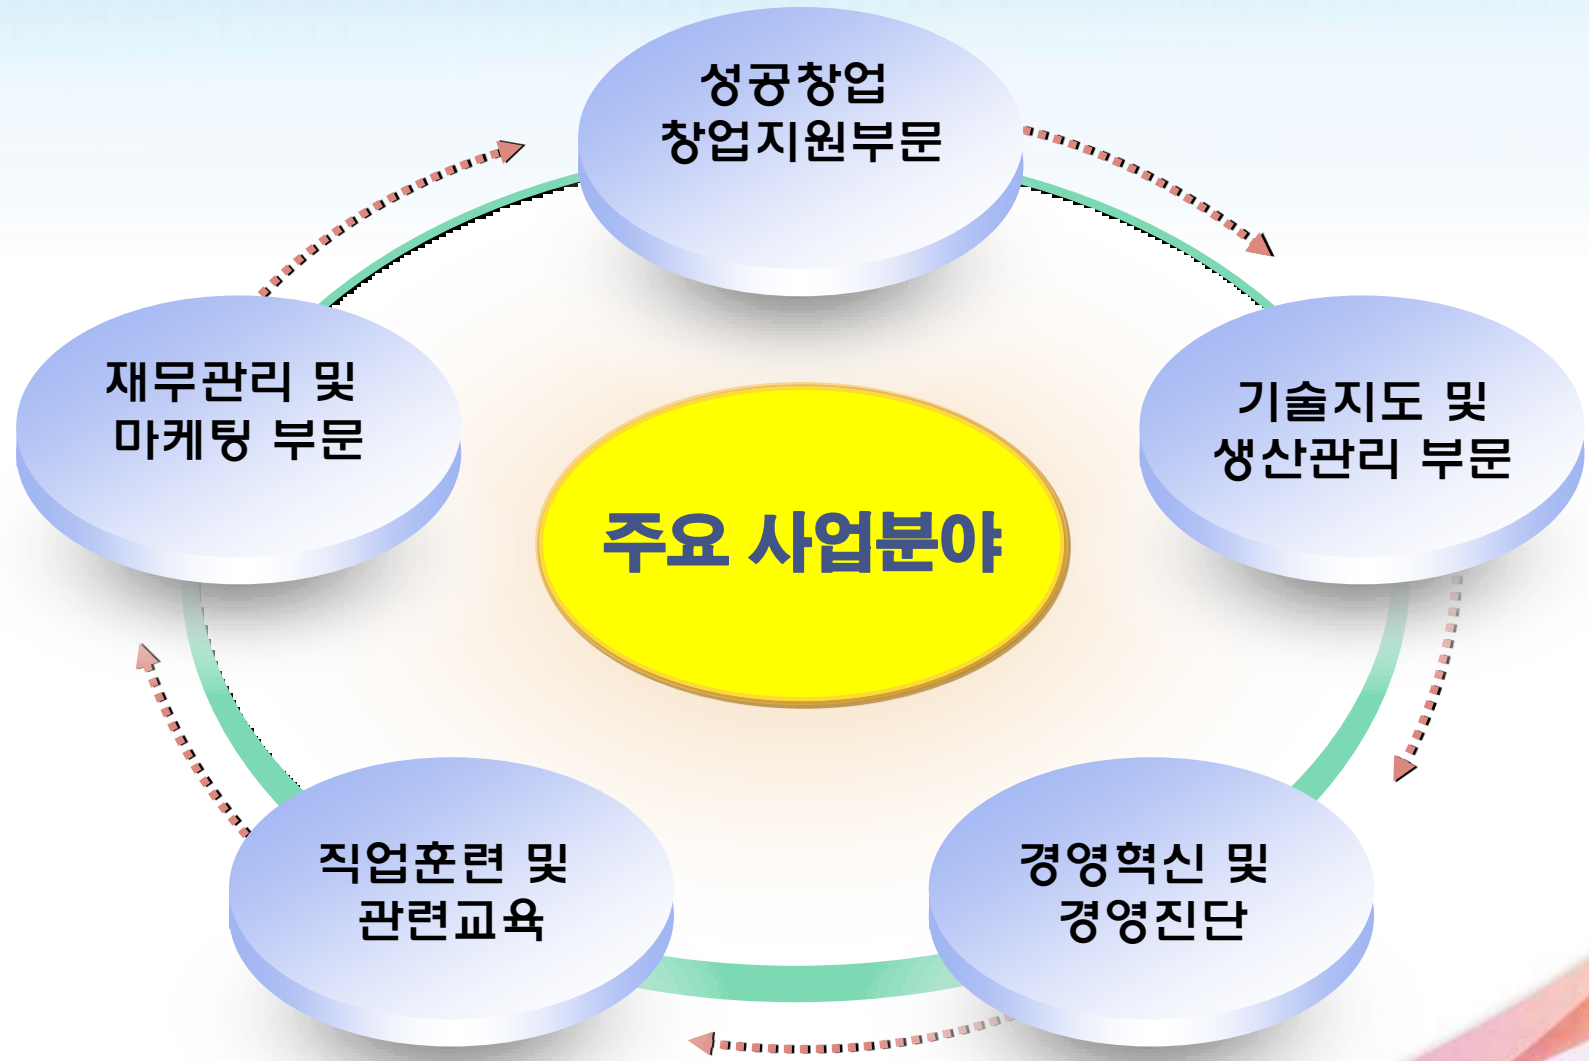 성공창업
창업지원부문
재무관리 및
마케팅 부문
기술지도 및
생산관리 부문
주요 사업분야
직업훈련 및
관련교육
경영혁신 및
경영진단